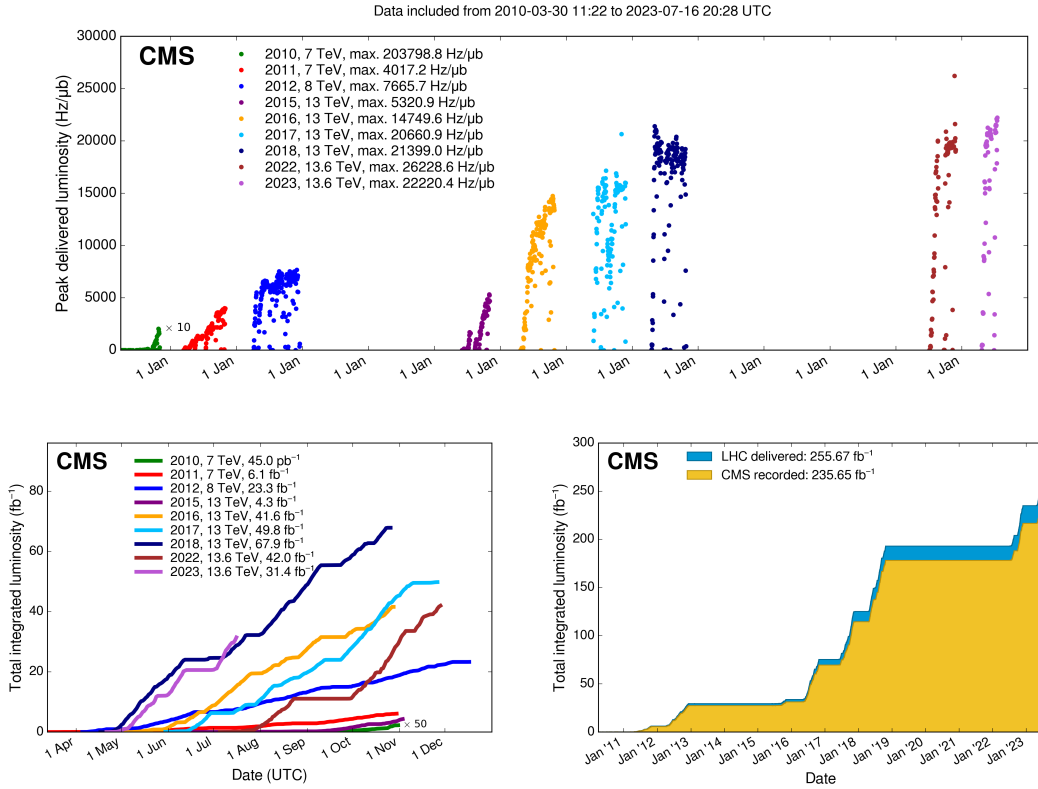 Data included from 2010-03-30 11:22 to 2023-07-16 20:28 UTC
30000
25000
20000
15000
10000
5000
0
Peak delivered luminosity (Hz/μb)
CMS
2010, 7 TeV, max. 203798.8 Hz/μb
2011, 7 TeV, max. 4017.2 Hz/μb
2012, 8 TeV, max. 7665.7 Hz/μb
2015, 13 TeV, max. 5320.9 Hz/μb
2016, 13 TeV, max. 14749.6 Hz/μb
2017, 13 TeV, max. 20660.9 Hz/μb
2018, 13 TeV, max. 21399.0 Hz/μb
2022, 13.6 TeV, max. 26228.6 Hz/μb
2023, 13.6 TeV, max. 22220.4 Hz/μb
× 10
1 Jan
1 Jan
1 Jan
1 Jan
1 Jan
1 Jan
1 Jan
1 Jan
1 Jan
1 Jan
1 Jan
1 Jan
1 Jan
80
60
40
20
0
Total integrated luminosity (fb⁻¹)
CMS
2010, 7 TeV, 45.0 pb⁻¹
2011, 7 TeV, 6.1 fb⁻¹
2012, 8 TeV, 23.3 fb⁻¹
2015, 13 TeV, 4.3 fb⁻¹
2016, 13 TeV, 41.6 fb⁻¹
2017, 13 TeV, 49.8 fb⁻¹
2018, 13 TeV, 67.9 fb⁻¹
2022, 13.6 TeV, 42.0 fb⁻¹
2023, 13.6 TeV, 31.4 fb⁻¹
× 50
1 Apr
1 May
1 Jun
1 Jul
1 Aug
1 Sep
1 Oct
1 Nov
1 Dec
Date (UTC)
300
250
200
150
100
50
0
Total integrated luminosity (fb⁻¹)
CMS
LHC delivered: 255.67 fb⁻¹
CMS recorded: 235.65 fb⁻¹
Jan '11
Jan '12
Jan '13
Jan '14
Jan '15
Jan '16
Jan '17
Jan '18
Jan '19
Jan '20
Jan '21
Jan '22
Jan '23
Date